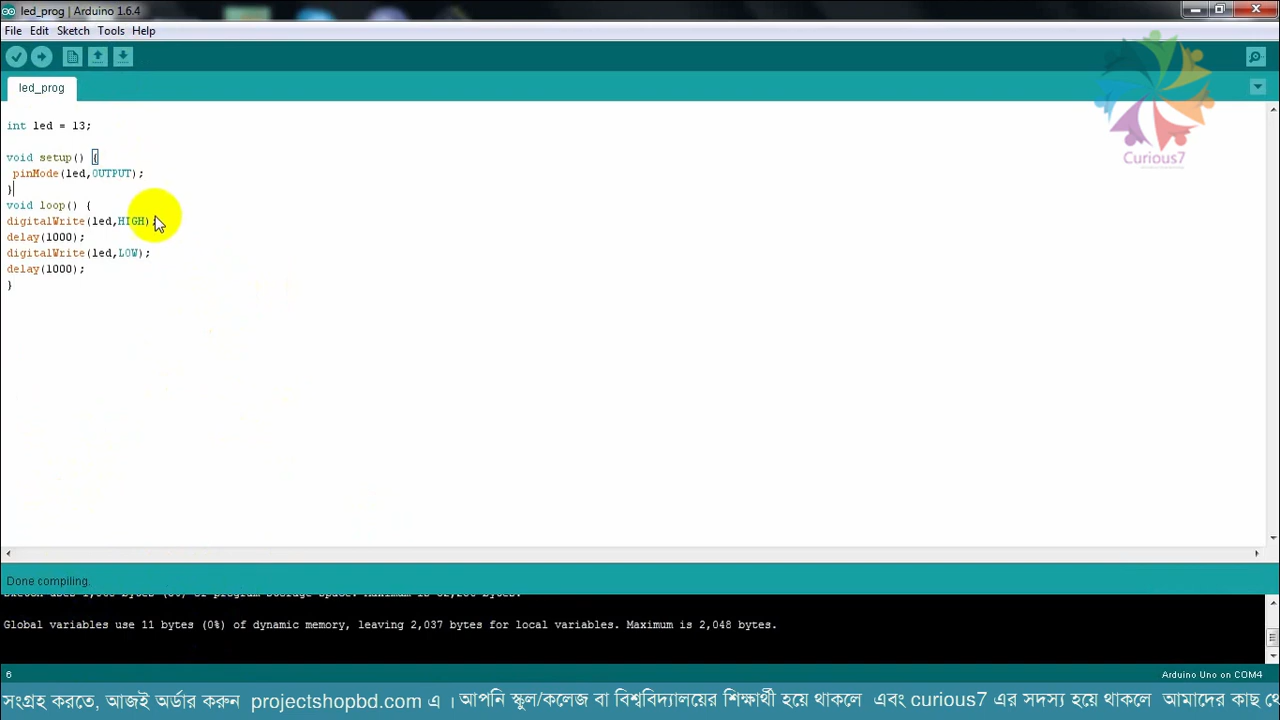 led_prog | Arduino 1.6.4
File Edit Sketch Tools Help
led_prog
Curious7
int led = 13;
void setup() {
pinMode(led,OUTPUT);
}
void loop() {
digitalWrite(led,HIGH);
delay(1000);
digitalWrite(led,LOW);
delay(1000);
}
Done compiling.
Global variables use 11 bytes (0%) of dynamic memory, leaving 2,037 bytes for local variables. Maximum is 2,048 bytes.
6
Arduino Uno on COM4
সংগ্রহ করতে, আজই অর্ডার করুন projectshopbd.com এ । আপনি স্কুল/কলেজ বা বিশ্ববিদ্যালয়ের শিক্ষার্থী হয়ে থাকলে এবং curious7 এর সদস্য হয়ে থাকলে আমাদের কাছ